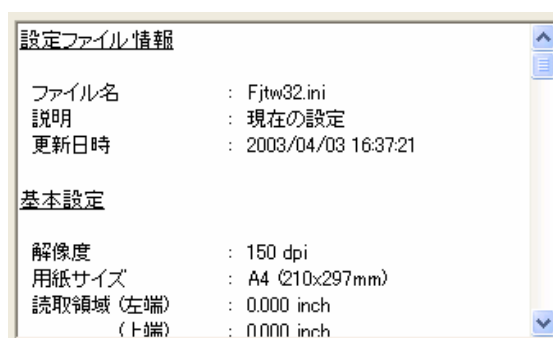 設定ファイル情報
ファイル名 : Fjtw32.ini
説明 : 現在の設定
更新日時 : 2003/04/03 16:37:21
基本設定
解像度 : 150 dpi
用紙サイズ : A4 (210x297mm)
読取領域 (左端) : 0.000 inch
(上端) : 0.000 inch